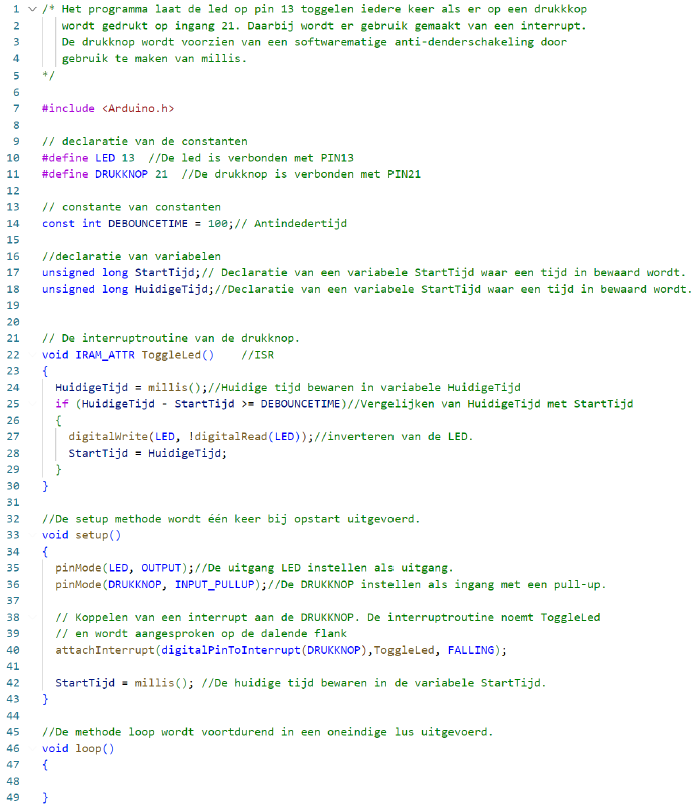 1 /* Het programma laat de led op pin 13 toggelen iedere keer als er op een drukkkop
2 wordt gedrukt op ingang 21. Daarbij wordt er gebruik gemaakt van een interrupt.
3 De drukknop wordt voorzien van een softwarematige anti-denderschakeling door
4 gebruik te maken van millis.
5 */
6
7 #include <Arduino.h>
8
9 // declaratie van de constanten
10 #define LED 13 //De led is verbonden met PIN13
11 #define DRUKKNOP 21 //De drukknop is verbonden met PIN21
12
13 // constante van constanten
14 const int DEBOUNCETIME = 100;// Antindedertijd
15
16 //declaratie van variabelen
17 unsigned long StartTijd;// Declaratie van een variabele StartTijd waar een tijd in bewaard wordt.
18 unsigned long HuidigeTijd;//Declaratie van een variabele StartTijd waar een tijd in bewaard wordt.
19
20
21 // De interruptroutine van de drukknop.
22 void IRAM_ATTR ToggleLed() //ISR
23 {
24 HuidigeTijd = millis();//Huidige tijd bewaren in variabele HuidigeTijd
25 if (HuidigeTijd - StartTijd >= DEBOUNCETIME)//Vergelijken van HuidigeTijd met StartTijd
26 {
27 digitalWrite(LED, !digitalRead(LED));//inverteren van de LED.
28 StartTijd = HuidigeTijd;
29 }
30 }
31
32 //De setup methode wordt één keer bij opstart uitgevoerd.
33 void setup()
34 {
35 pinMode(LED, OUTPUT);//De uitgang LED instellen als uitgang.
36 pinMode(DRUKKNOP, INPUT_PULLUP);//De DRUKKNOP instellen als ingang met een pull-up.
37
38 // Koppelen van een interrupt aan de DRUKKNOP. De interruptroutine noemt ToggleLed
39 // en wordt aangesproken op de dalende flank
40 attachInterrupt(digitalPinToInterrupt(DRUKKNOP),ToggleLed, FALLING);
41
42 StartTijd = millis(); //De huidige tijd bewaren in de variabele StartTijd.
43 }
44
45 //De methode loop wordt voortdurend in een oneindige lus uitgevoerd.
46 void loop()
47 {
48
49 }